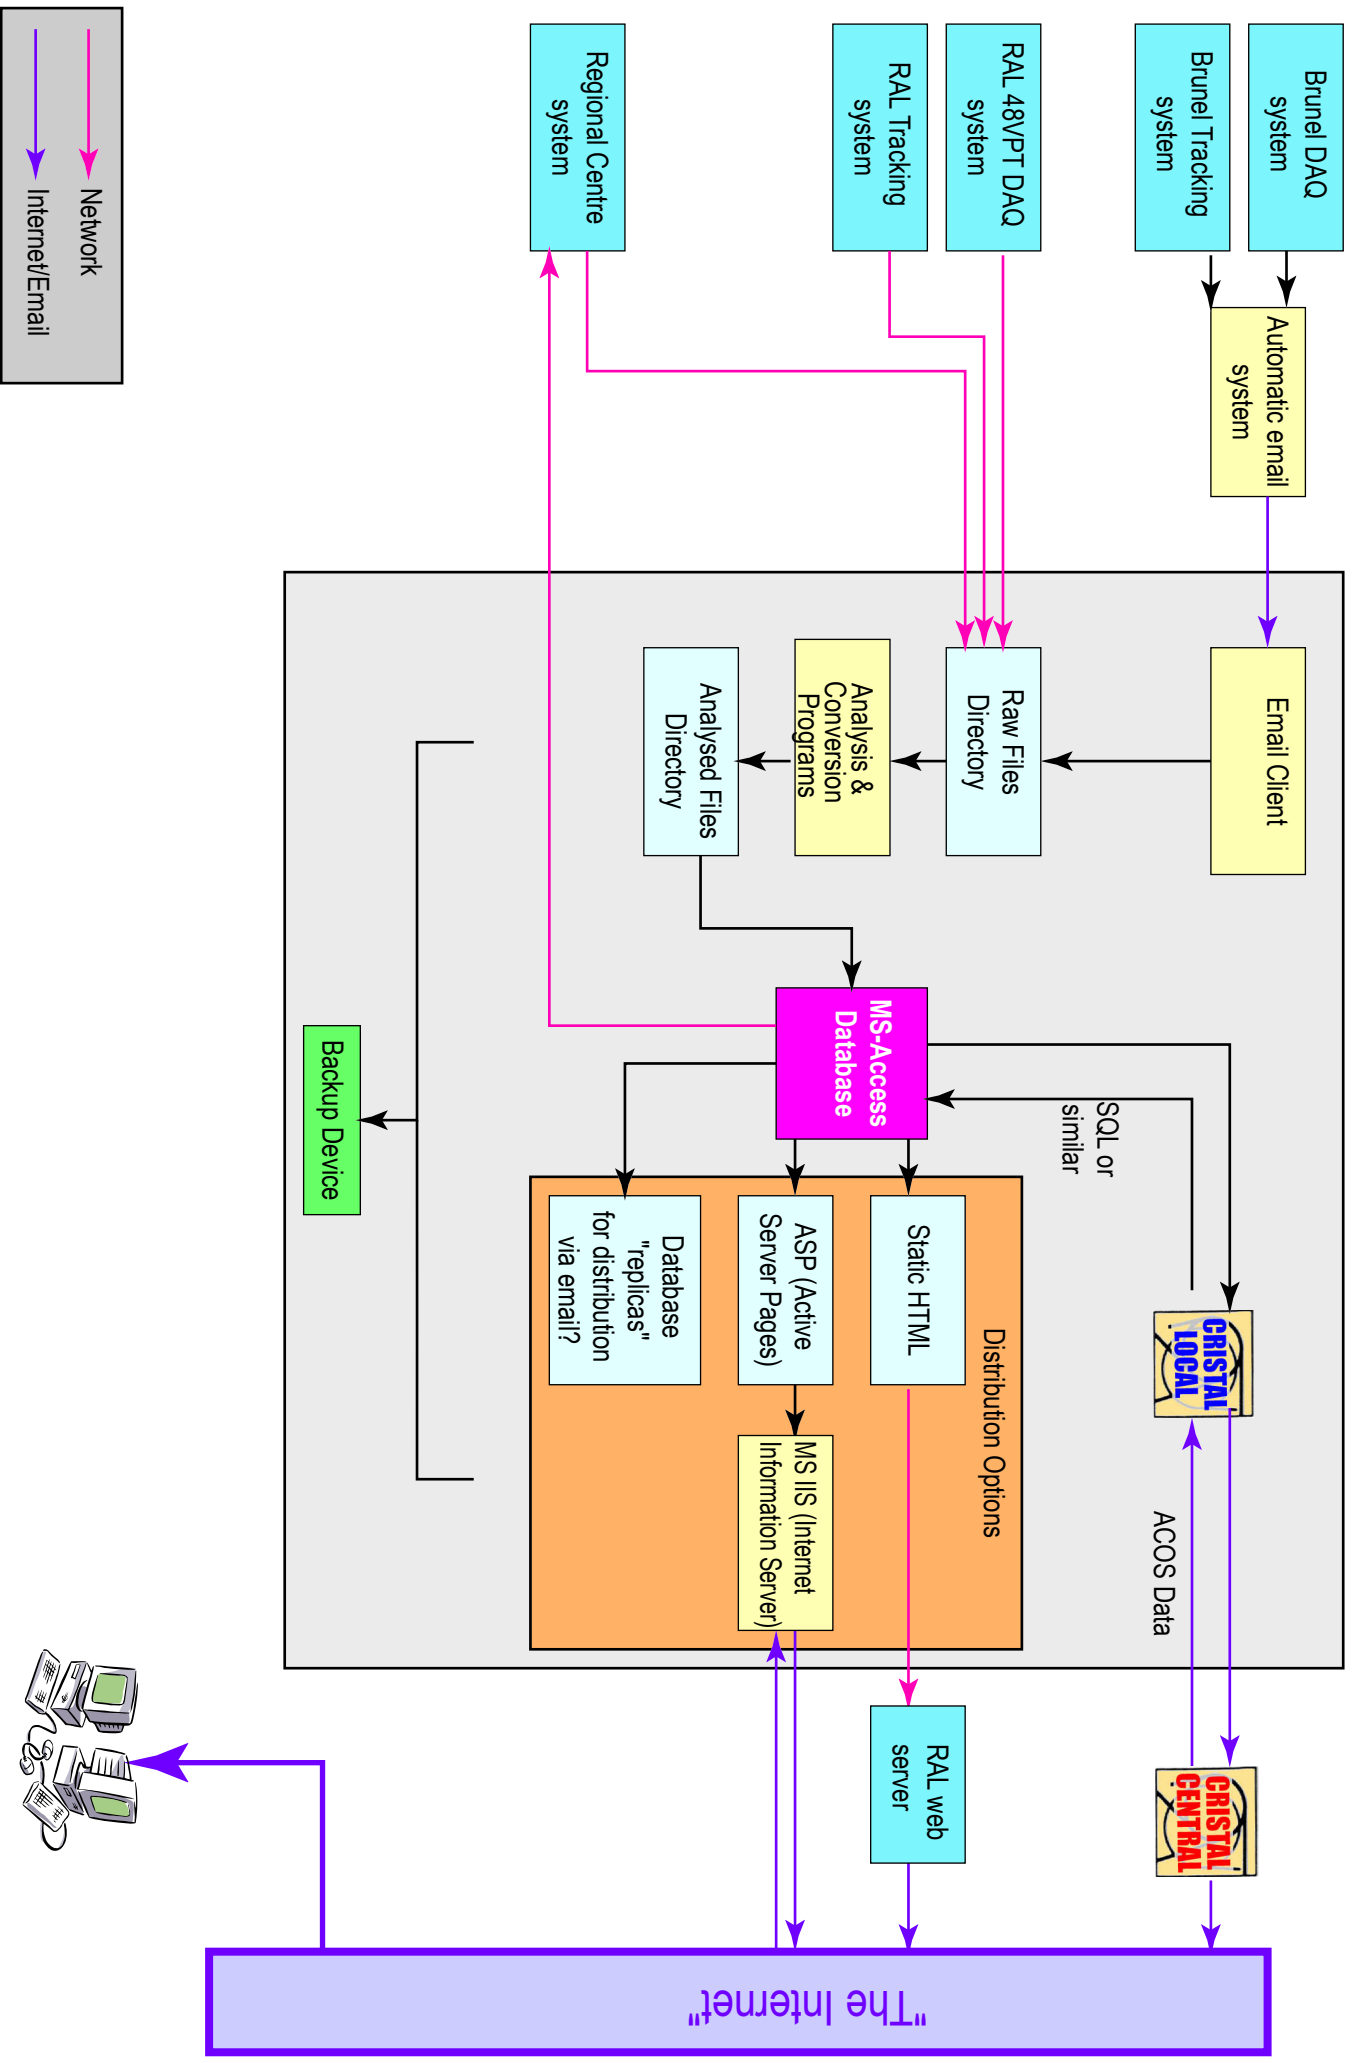 Brunel DAQ
system
Brunel Tracking
system
RAL 48VPT DAQ
system
RAL Tracking
system
Regional Centre
system
Network
Internet/Email
Automatic email
system
Email Client
Raw Files
Directory
Analysis &
Conversion
Programs
Analysed Files
Directory
MS-Access
Database
SQL or
similar
Backup Device
CRISTAL
LOCAL
ACOS Data
CRISTAL
CENTRAL
Distribution Options
Static HTML
ASP (Active
Server Pages)
Database
"replicas"
for distribution
via email?
MS IIS (Internet
Information Server)
RAL web
server
"The Internet"